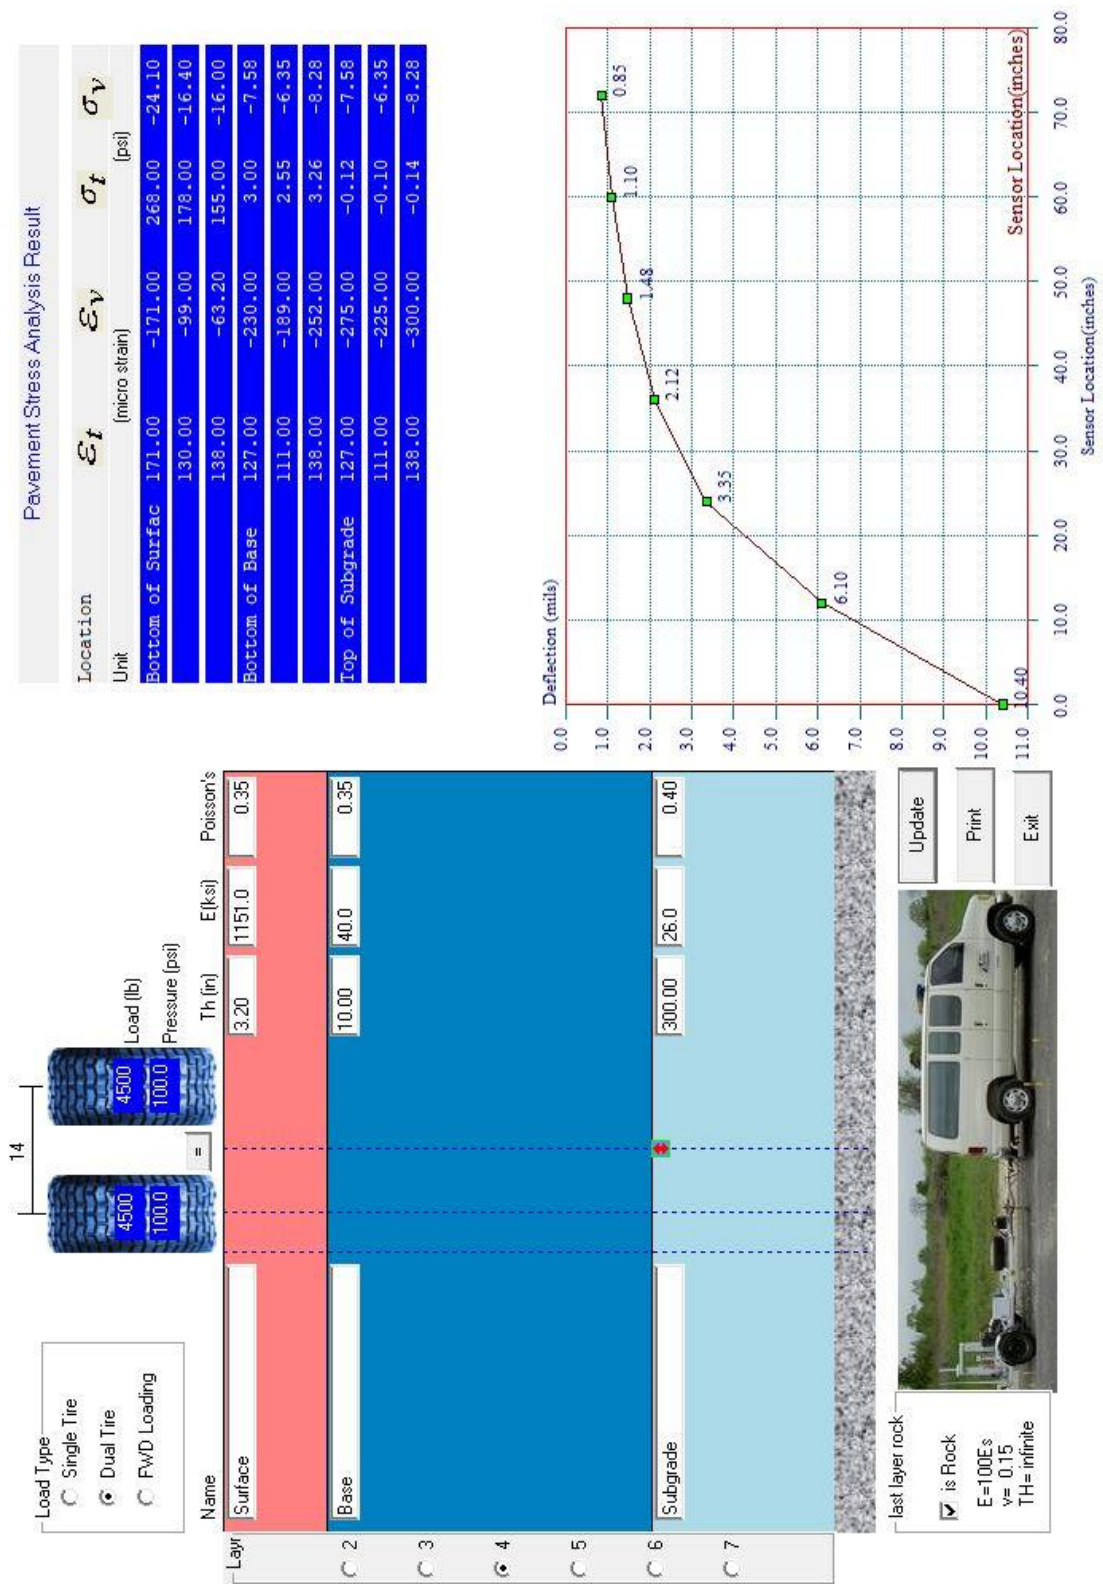 Load Type
Single Tire
Dual Tire
FWD Loading
14
4500
4500
Load (lb)
100.0
100.0
Pressure (psi)
=
Layr
Name
Th (in)
E(ksi)
Poisson's
Surface
3.20
1151.0
0.35
Base
10.00
40.0
0.35
Subgrade
300.00
26.0
0.40
2
3
4
5
6
7
last layer rock
is Rock
E=100Es
v= 0.15
TH= infinite
Update
Print
Exit
Pavement Stress Analysis Result
Location εt εv σt σv
Unit (micro strain) (psi)
Bottom of Surfac 171.00 -171.00 268.00 -24.10
130.00 -99.00 178.00 -16.40
138.00 -63.20 155.00 -16.00
Bottom of Base 127.00 -230.00 3.00 -7.58
111.00 -189.00 2.55 -6.35
138.00 -252.00 3.26 -8.28
Top of Subgrade 127.00 -275.00 -0.12 -7.58
111.00 -225.00 -0.10 -6.35
138.00 -300.00 -0.14 -8.28
Deflection (mils)
0.0
1.0
2.0
3.0
4.0
5.0
6.0
7.0
8.0
9.0
10.0
11.0
10.40
6.10
3.35
2.12
1.48
1.10
0.85
Sensor Location(inches)
0.0 10.0 20.0 30.0 40.0 50.0 60.0 70.0 80.0
Sensor Location(inches)